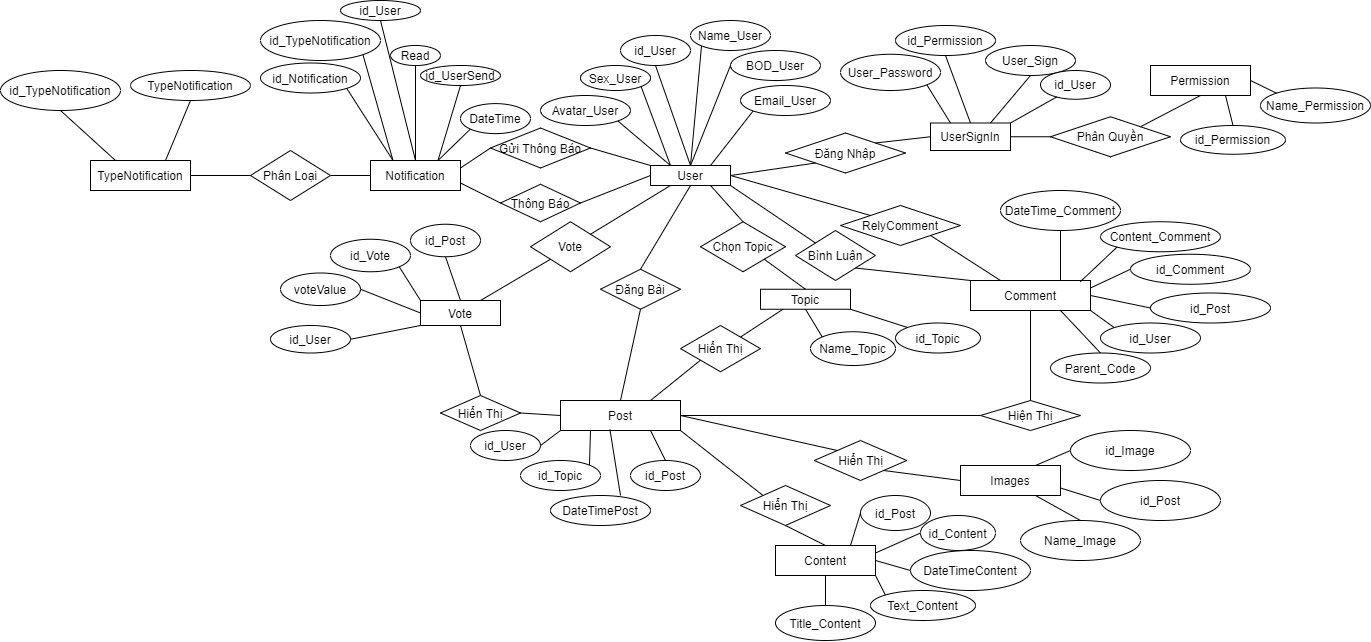 id_User
id_TypeNotification
Read
id_Notification
id_UserSend
DateTime
id_TypeNotification
TypeNotification
TypeNotification
Phân Loại
Notification
Gửi Thông Báo
Thông Báo
Name_User
id_User
BOD_User
Sex_User
Email_User
Avatar_User
User
Đăng Nhập
id_Permission
User_Sign
User_Password
id_User
UserSignIn
Phân Quyền
Permission
Name_Permission
id_Permission
Vote
id_Post
id_Vote
voteValue
id_User
Vote
Đăng Bài
Chọn Topic
Bình Luận
RelyComment
Topic
Name_Topic
id_Topic
Hiển Thị
DateTime_Comment
Content_Comment
id_Comment
id_Post
id_User
Parent_Code
Comment
Hiển Thị
Post
Hiện Thị
id_User
id_Topic
id_Post
DateTimePost
Hiển Thị
id_Image
Images
id_Post
Name_Image
Hiển Thị
id_Post
id_Content
Content
DateTimeContent
Text_Content
Title_Content